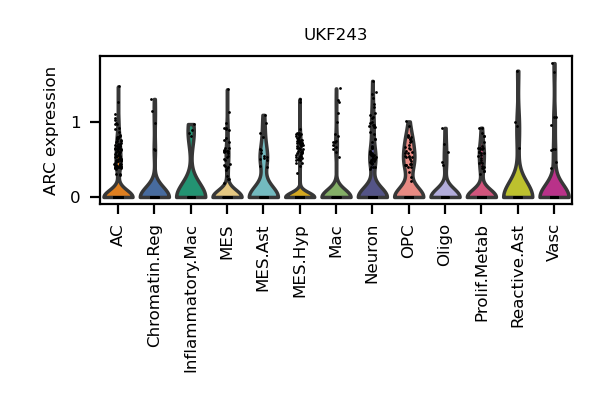 UKF243
ARC expression
1
0
AC
Chromatin.Reg
Inflammatory.Mac
MES
MES.Ast
MES.Hyp
Mac
Neuron
OPC
Oligo
Prolif.Metab
Reactive.Ast
Vasc